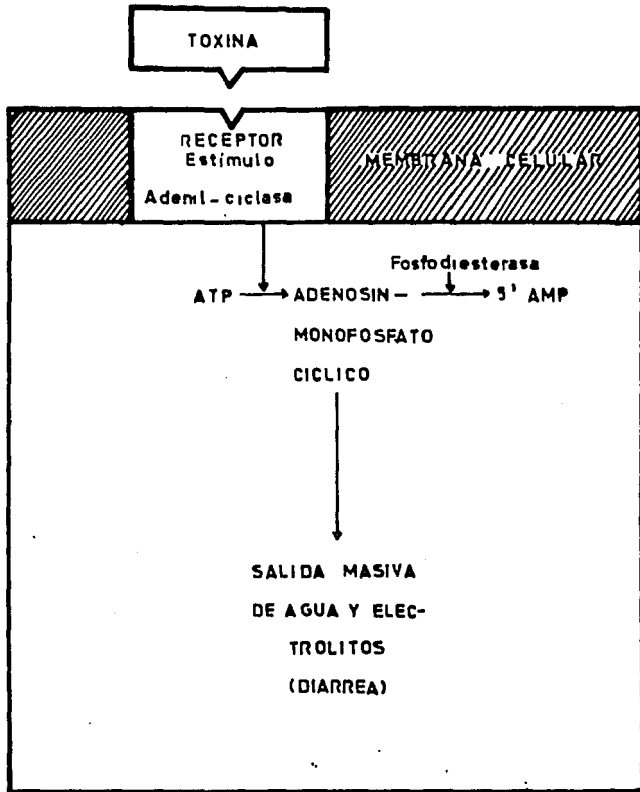 TOXINA
RECEPTOR
Estímulo
Ademl-ciclasa
MEMBRANA CELULAR
Fosfodiesterasa
ATP ADENOSIN- 5' AMP
MONOFOSFATO
CICLICO
SALIDA MASIVA
DE AGUA Y ELEC-
TROLITOS
(DIARREA)